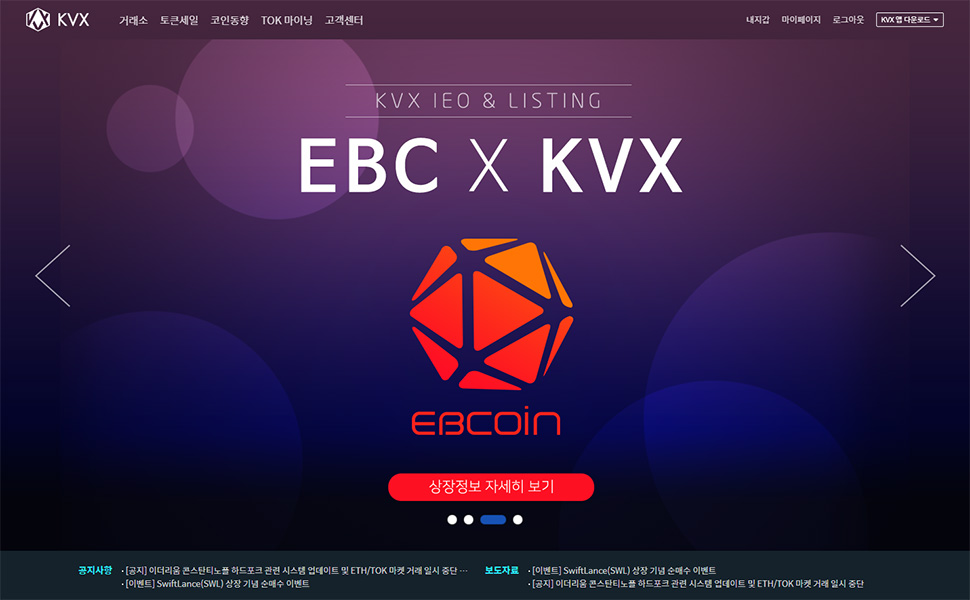 KVX 거래소 토큰세일 코인동향 TOK 마이닝 고객센터 내지갑 마이페이지 로그아웃 KVX 앱 다운로드
KVX IEO & LISTING
EBC X KVX
EBCOIN
상장정보 자세히 보기
공지사항 · [공지] 이더리움 콘스탄티노플 하드포크 관련 시스템 업데이트 및 ETH/TOK 마켓 거래 일시 중단 ··· 보도자료 · [이벤트] SwiftLance(SWL) 상장 기념 순매수 이벤트
· [이벤트] SwiftLance(SWL) 상장 기념 순매수 이벤트 · [공지] 이더리움 콘스탄티노플 하드포크 관련 시스템 업데이트 및 ETH/TOK 마켓 거래 일시 중단